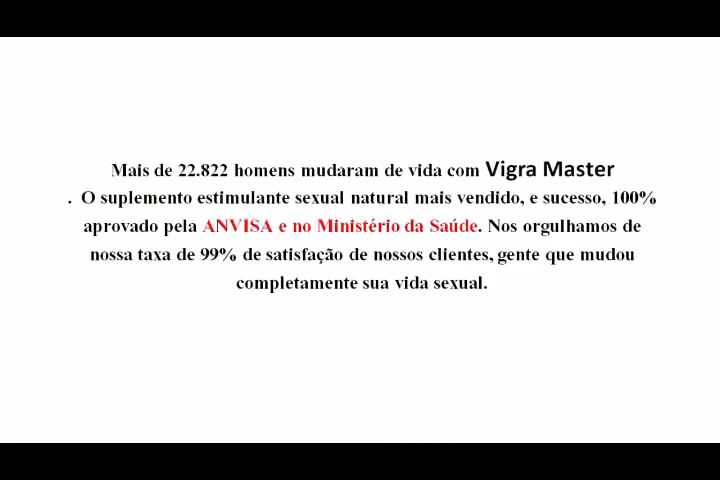 Mais de 22.822 homens mudaram de vida com Vigra Master
. O suplemento estimulante sexual natural mais vendido, e sucesso, 100%
aprovado pela ANVISA e no Ministério da Saúde. Nos orgulhamos de
nossa taxa de 99% de satisfação de nossos clientes, gente que mudou
completamente sua vida sexual.